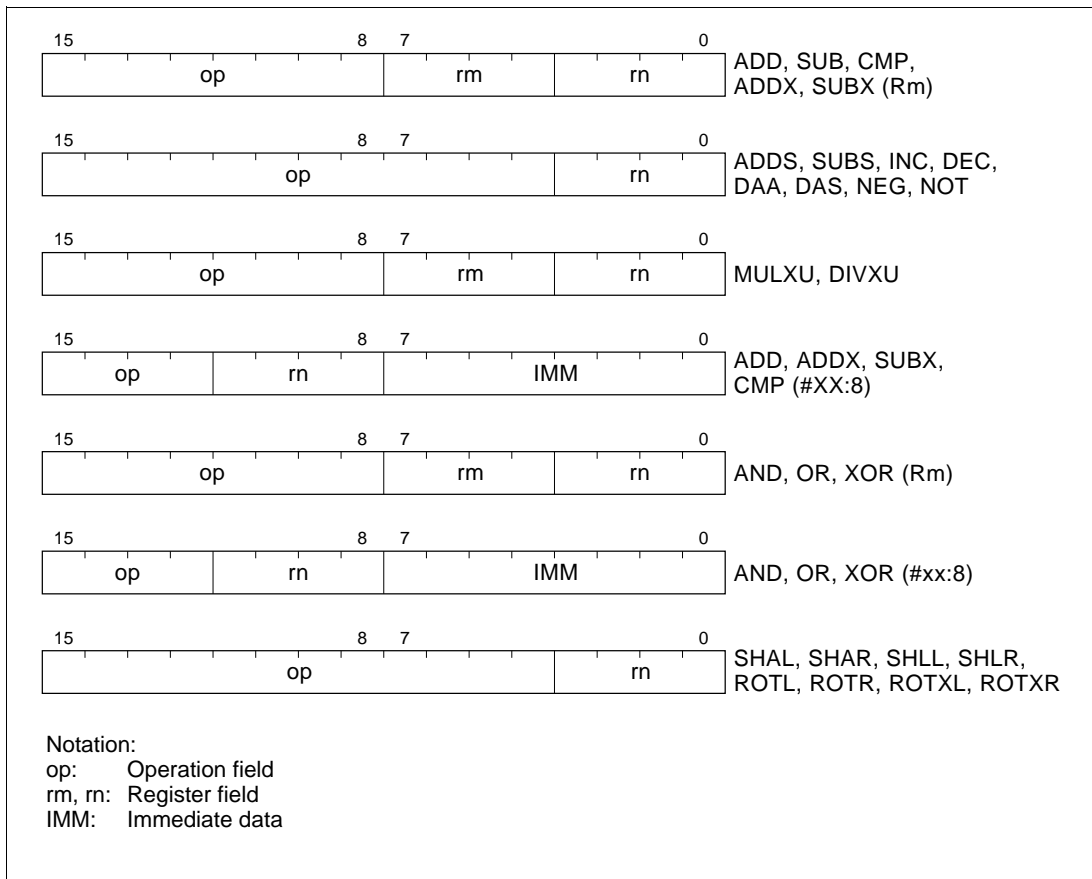 15 8 7 0
op rm rn
ADD, SUB, CMP,
ADDX, SUBX (Rm)
15 8 7 0
op rn
ADDS, SUBS, INC, DEC,
DAA, DAS, NEG, NOT
15 8 7 0
op rm rn
MULXU, DIVXU
15 8 7 0
op rn IMM
ADD, ADDX, SUBX,
CMP (#XX:8)
15 8 7 0
op rm rn
AND, OR, XOR (Rm)
15 8 7 0
op rn IMM
AND, OR, XOR (#xx:8)
15 8 7 0
op rn
SHAL, SHAR, SHLL, SHLR,
ROTL, ROTR, ROTXL, ROTXR
Notation:
op: Operation field
rm, rn: Register field
IMM: Immediate data